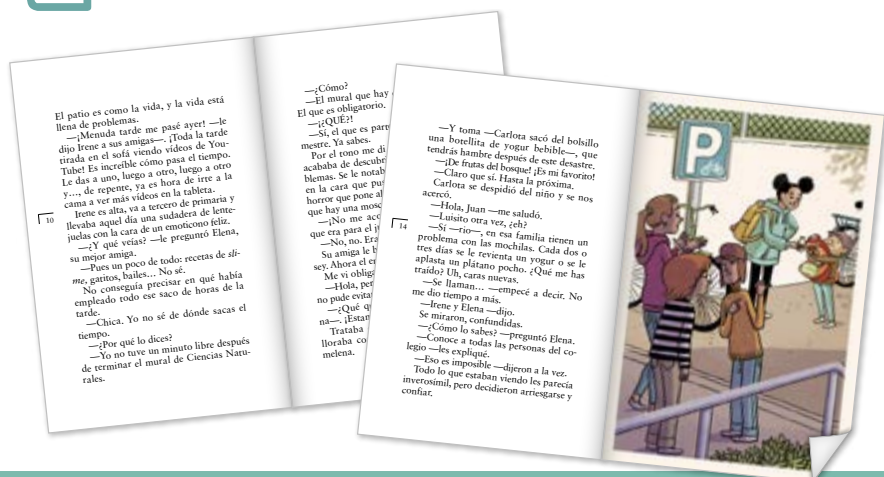 El patio es como la vida, y la vida está
llena de problemas.
—¡Menuda tarde me pasé ayer! —le
dijo Irene a sus amigas—. ¡Toda la tarde
tirada en el sofá viendo vídeos de You-
Tube! Es increíble cómo pasa el tiempo.
Le das a uno, luego a otro, luego a otro
y…, de repente, ya es hora de irte a la
cama a ver más vídeos en la tableta.
Irene es alta, va a tercero de primaria y
llevaba aquel día una sudadera de lente-
juelas con la cara de un emoticono feliz.
—¿Y qué veías? —le preguntó Elena,
su mejor amiga.
—Pues un poco de todo: recetas de sli-
me, gatitos, bailes… No sé.
No conseguía precisar en qué había
empleado todo ese saco de horas de la
tarde.
—Chica. Yo no sé de dónde sacas el
tiempo.
—¿Por qué lo dices?
—Yo no tuve un minuto libre después
de terminar el mural de Ciencias Natu-
rales.
10
—¿Cómo?
—El mural que hay
El que es obligatorio.
—¡¿QUÉ?!
—Sí, el que es par
mestre. Ya sabes.
Por el tono me di
acababa de descubr
blemas. Se le notab
en la cara que pu
horror que pone al
que hay una mos
—¡No me aco
que era para el j
—No, no. Era
Su amiga le
sey. Ahora el e
Me vi oblig
—Hola, per
no pude evita
—¿Qué q
na—. ¡Estan
Trataba
lloraba co
melena.
—Y toma —Carlota sacó del bolsillo
una botellita de yogur bebible—, que
tendrás hambre después de este desastre.
—¡De frutas del bosque! ¡Es mi favorito!
—Claro que sí. Hasta la próxima.
Carlota se despidió del niño y se nos
acercó.
—Hola, Juan —me saludó.
—Luisito otra vez, ¿eh?
—Sí —rio—, en esa familia tienen un
problema con las mochilas. Cada dos o
tres días se le revienta un yogur o se le
aplasta un plátano pocho. ¿Qué me has
traído? Uh, caras nuevas.
—Se llaman… —empecé a decir. No
me dio tiempo a más.
—Irene y Elena —dijo.
Se miraron, confundidas.
—¿Cómo lo sabes? —preguntó Elena.
—Conoce a todas las personas del co-
legio —les expliqué.
—Eso es imposible —dijeron a la vez.
Todo lo que estaban viendo les parecía
inverosímil, pero decidieron arriesgarse y
confiar.
14
P